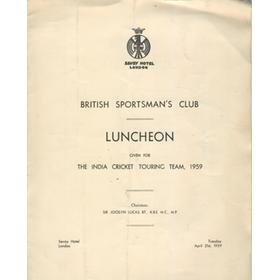 SAVOY HOTEL
LONDON
BRITISH SPORTSMAN'S CLUB
LUNCHEON
GIVEN FOR
THE INDIA CRICKET TOURING TEAM, 1959
Chairman:
SIR JOCELYN LUCAS, BT., K.B.E. M.C., M.P.
Savoy Hotel
London
Tuesday
April 21st, 1959